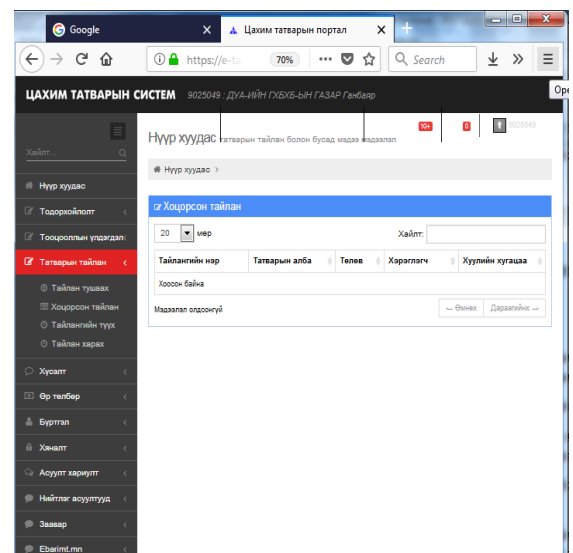 Google
Цахим татварын портал
https://e-ta
70%
Search
ЦАХИМ ТАТВАРЫН СИСТЕМ 9025049 : ДУА-ИЙН ГХБХБ-ЫН ГАЗАР Ганбаяр
Ope
10+
0
9025049
Хайлт...
Нүүр хуудас татварын тайлан болон бусад мэдээ мэдээлэл
Нүүр хуудас >
Нүүр хуудас
Тодорхойлолт
Тооцооллын үлдэгдэл
Татварын тайлан
Тайлан тушаах
Хоцорсон тайлан
Тайлангийн түүх
Тайлан харах
Хүсэлт
Өр төлбөр
Бүртгэл
Хяналт
Асуулт хариулт
Нийтлэг асуултууд
Заавар
Ebarimt.mn
Хоцорсон тайлан
20 мөр
Хайлт:
Тайлангийн нэр Татварын алба Төлөв Хэрэглэгч Хуулийн хугацаа
Хоосон байна
Мэдээлэл олдсонгүй
← Өмнөх Дараагийнх →